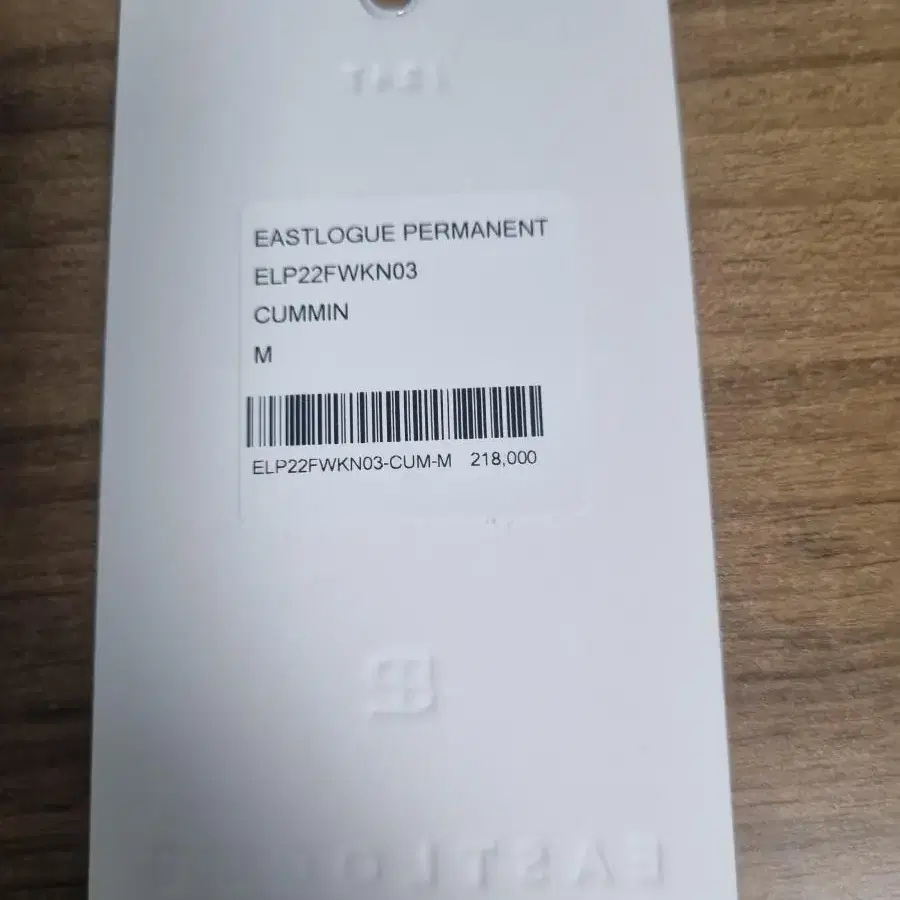 EASTLOGUE PERMANENT
ELP22FWKN03
CUMMIN
M
ELP22FWKN03-CUM-M 218,000